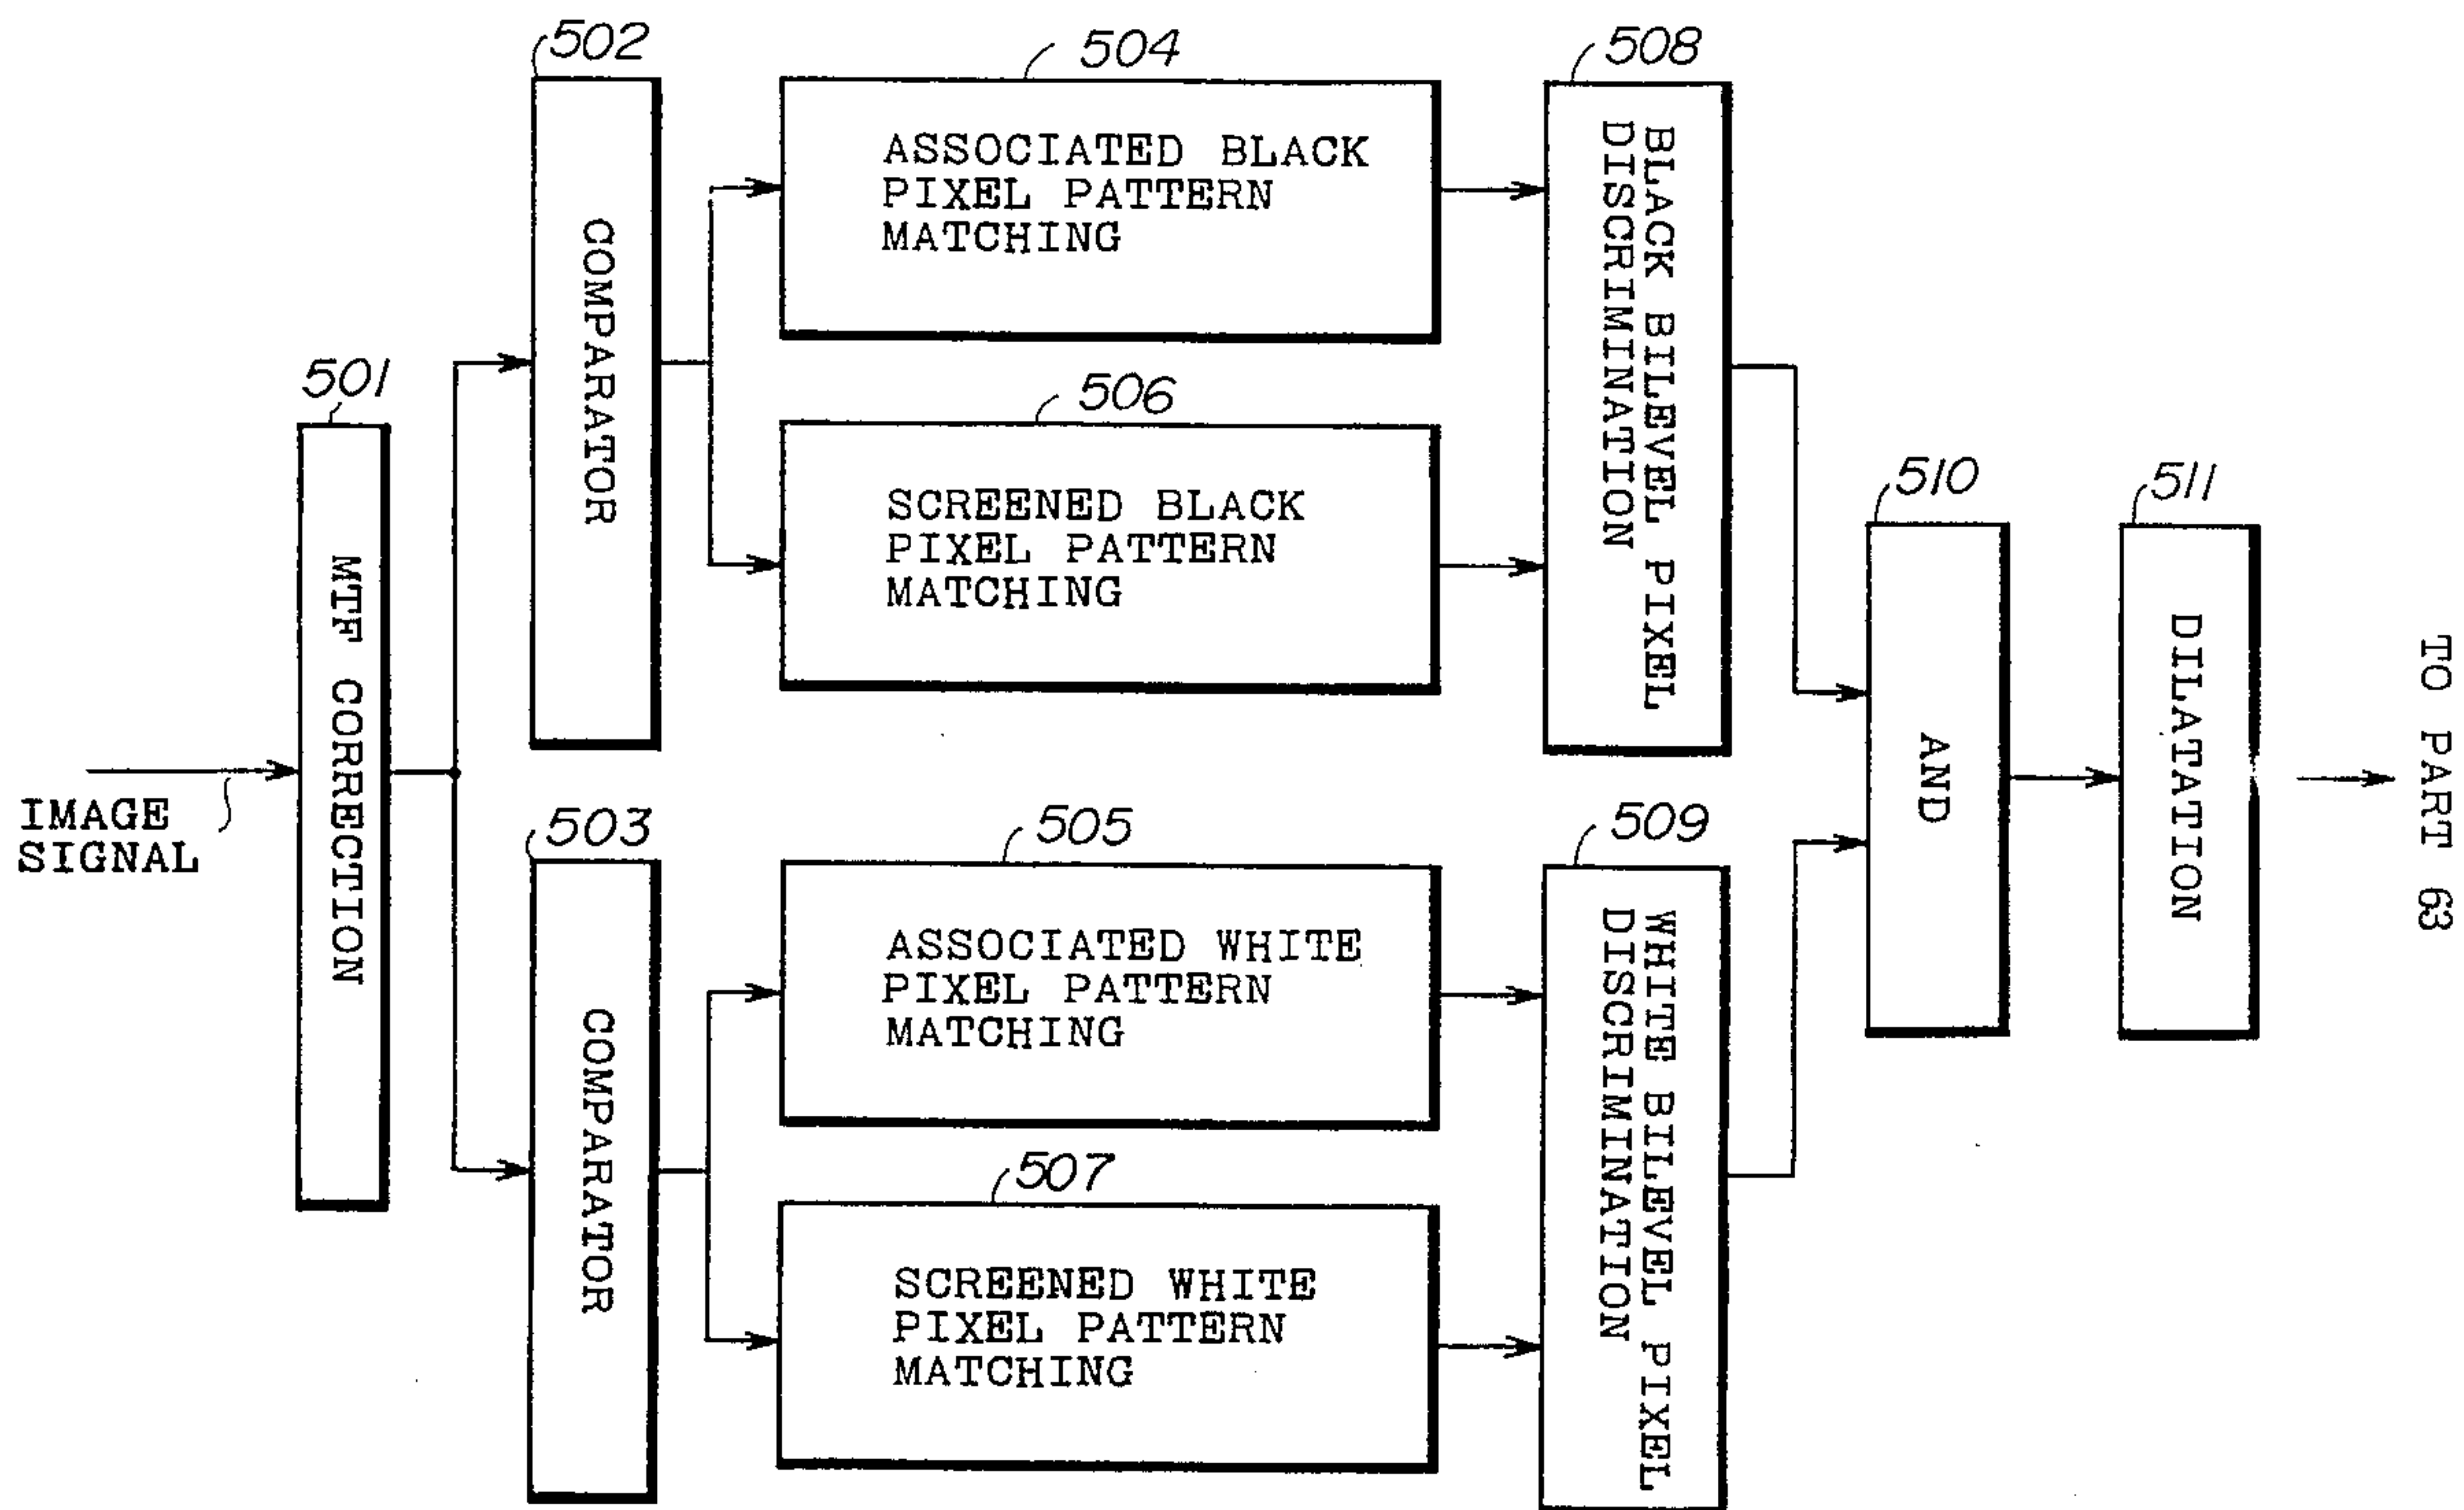 501
MTF CORRECTION
IMAGE
SIGNAL
502
COMPARATOR
503
COMPARATOR
504
ASSOCIATED BLACK
PIXEL PATTERN
MATCHING
506
SCREENED BLACK
PIXEL PATTERN
MATCHING
505
ASSOCIATED WHITE
PIXEL PATTERN
MATCHING
507
SCREENED WHITE
PIXEL PATTERN
MATCHING
508
BLACK BILEVEL PIXEL
DISCRIMINATION
509
WHITE BILEVEL PIXEL
DISCRIMINATION
510
AND
511
DILATATION
TO PART 63